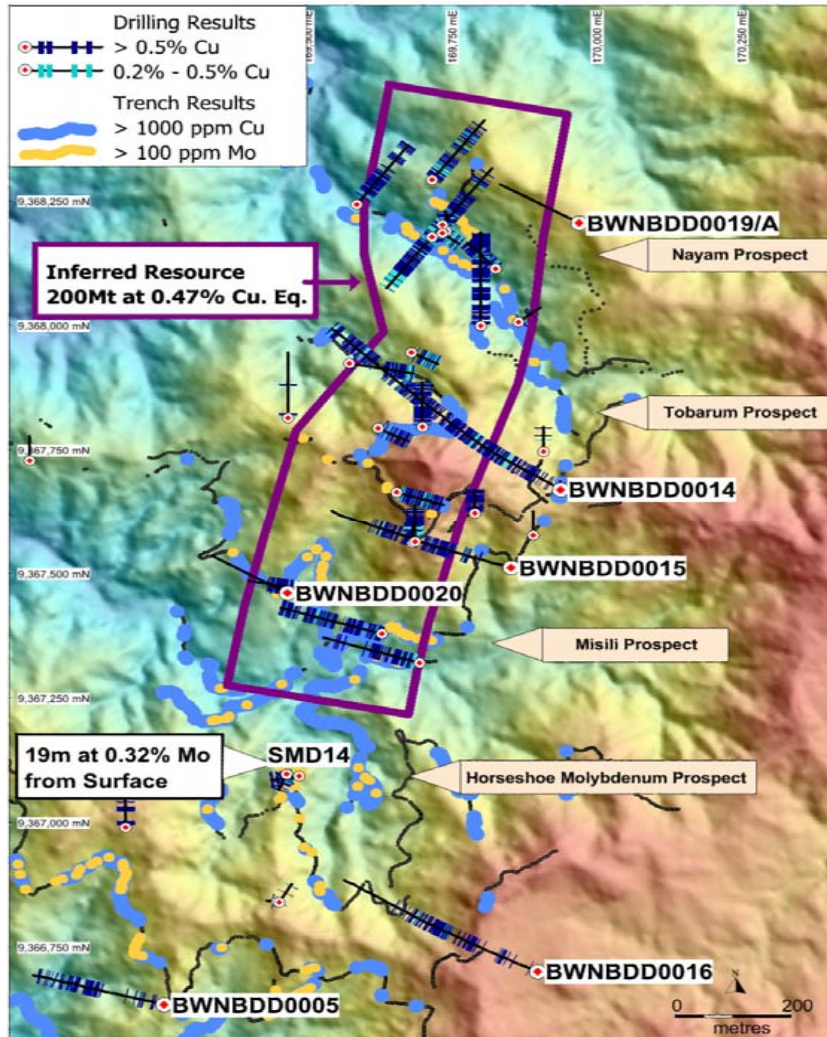 Drilling Results
> 0.5% Cu
0.2% - 0.5% Cu
Trench Results
> 1000 ppm Cu
> 100 ppm Mo
169,500 mE
169,750 mE
170,000 mE
170,250 mE
9,368,250 mN
BWNBDD0019/A
Nayam Prospect
Inferred Resource
200Mt at 0.47% Cu. Eq.
9,368,000 mN
Tobarum Prospect
9,367,750 mN
BWNBDD0014
9,367,500 mN
BWNBDD0015
BWNBDD0020
Misili Prospect
9,367,250 mN
19m at 0.32% Mo
from Surface
SMD14
Horseshoe Molybdenum Prospect
9,367,000 mN
9,366,750 mN
BWNBDD0016
BWNBDD0005
N
0 200
metres